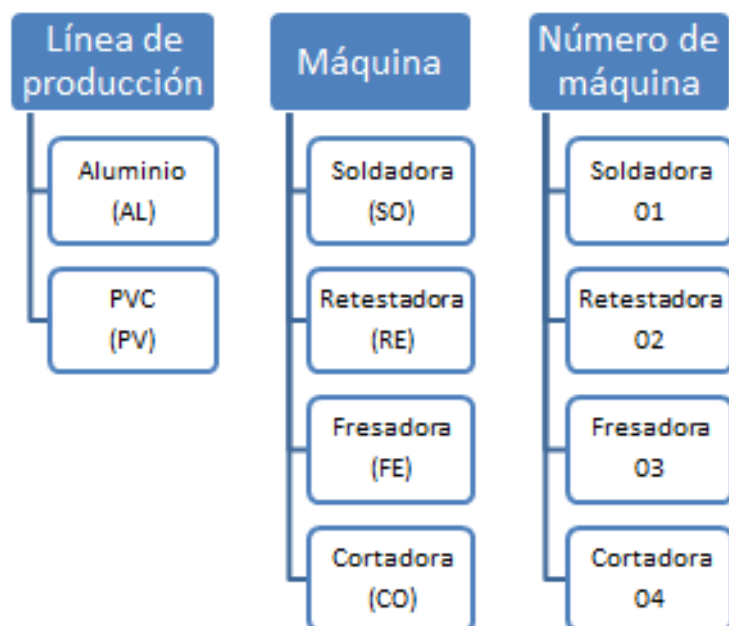 Línea de
producción
Aluminio
(AL)
PVC
(PV)
Máquina
Soldadora
(SO)
Retestadora
(RE)
Fresadora
(FE)
Cortadora
(CO)
Número de
máquina
Soldadora
01
Retestadora
02
Fresadora
03
Cortadora
04